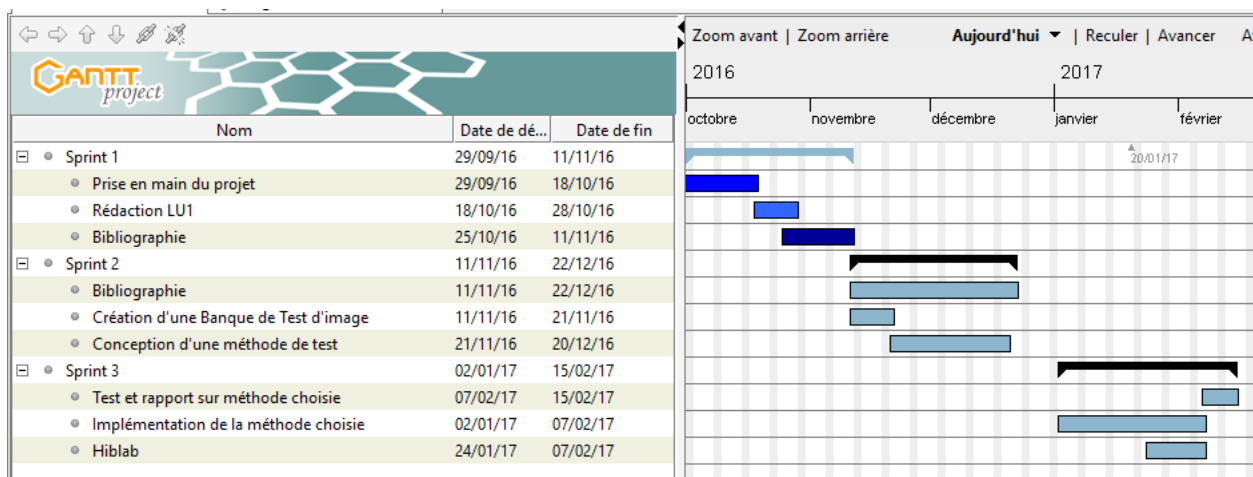 Zoom avant | Zoom arrière Aujourd'hui | Reculer | Avancer
GANTT project
2016 2017
octobre novembre décembre janvier février
Nom Date de dé... Date de fin
Sprint 1 29/09/16 11/11/16
20/01/17
Prise en main du projet 29/09/16 18/10/16
Rédaction LU1 18/10/16 28/10/16
Bibliographie 25/10/16 11/11/16
Sprint 2 11/11/16 22/12/16
Bibliographie 11/11/16 22/12/16
Création d'une Banque de Test d'image 11/11/16 21/11/16
Conception d'une méthode de test 21/11/16 20/12/16
Sprint 3 02/01/17 15/02/17
Test et rapport sur méthode choisie 07/02/17 15/02/17
Implémentation de la méthode choisie 02/01/17 07/02/17
Hiblab 24/01/17 07/02/17